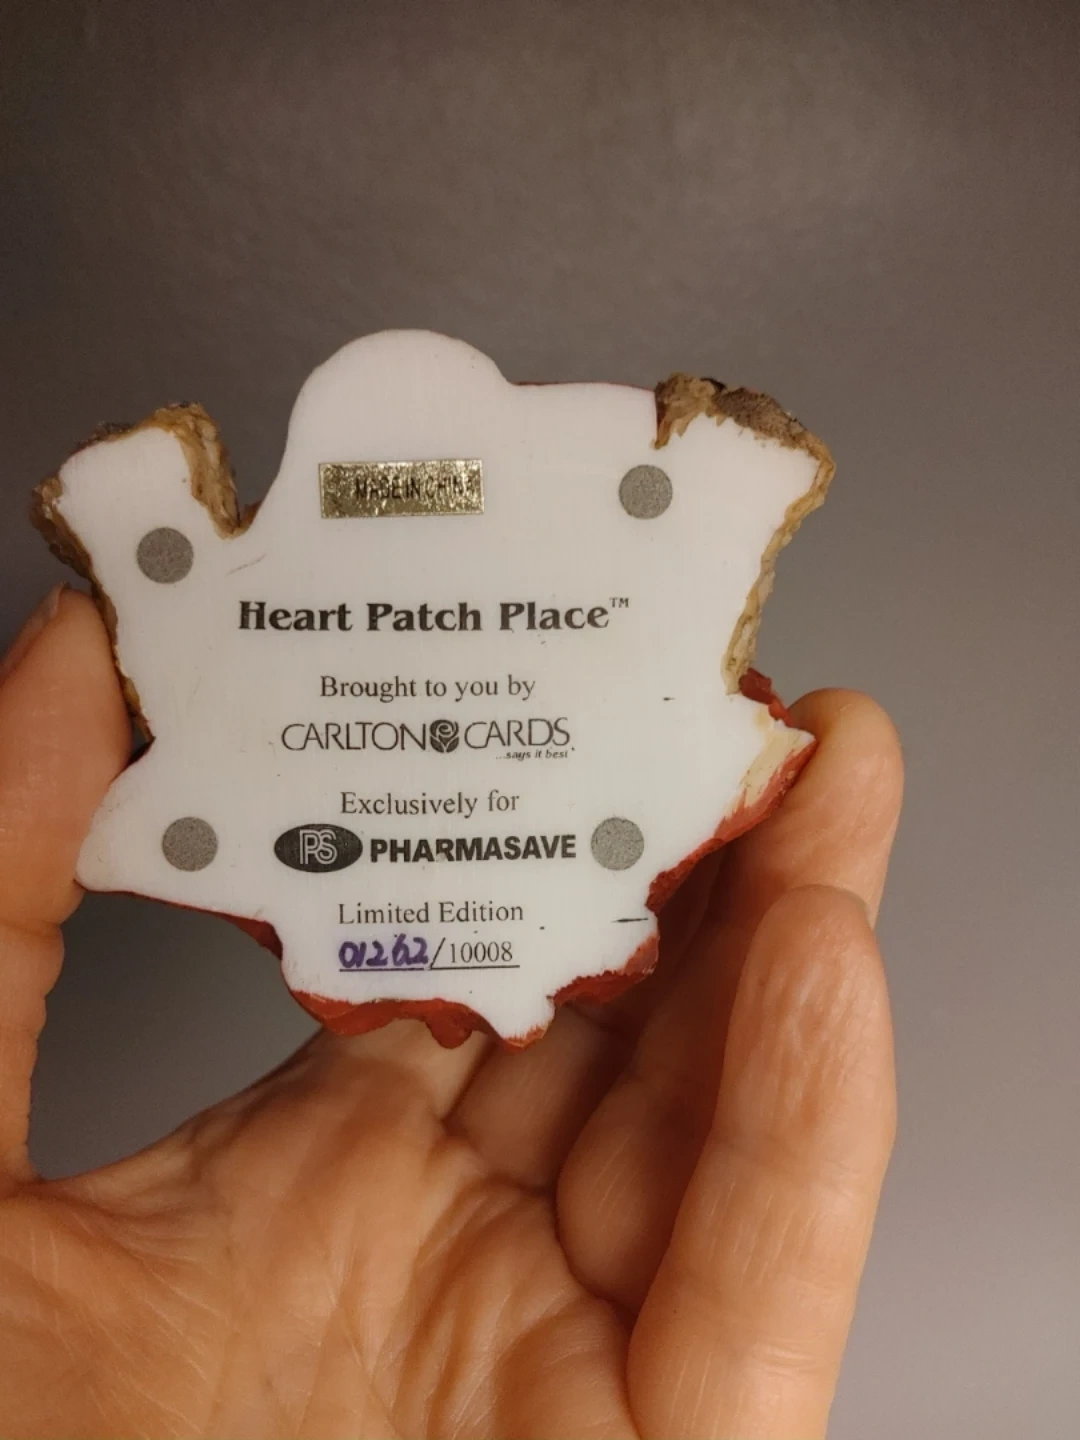 MADE IN CHINA
Heart Patch Place™
Brought to you by
CARLTON CARDS
...says it best
Exclusively for
PS PHARMASAVE
Limited Edition
01262/10008